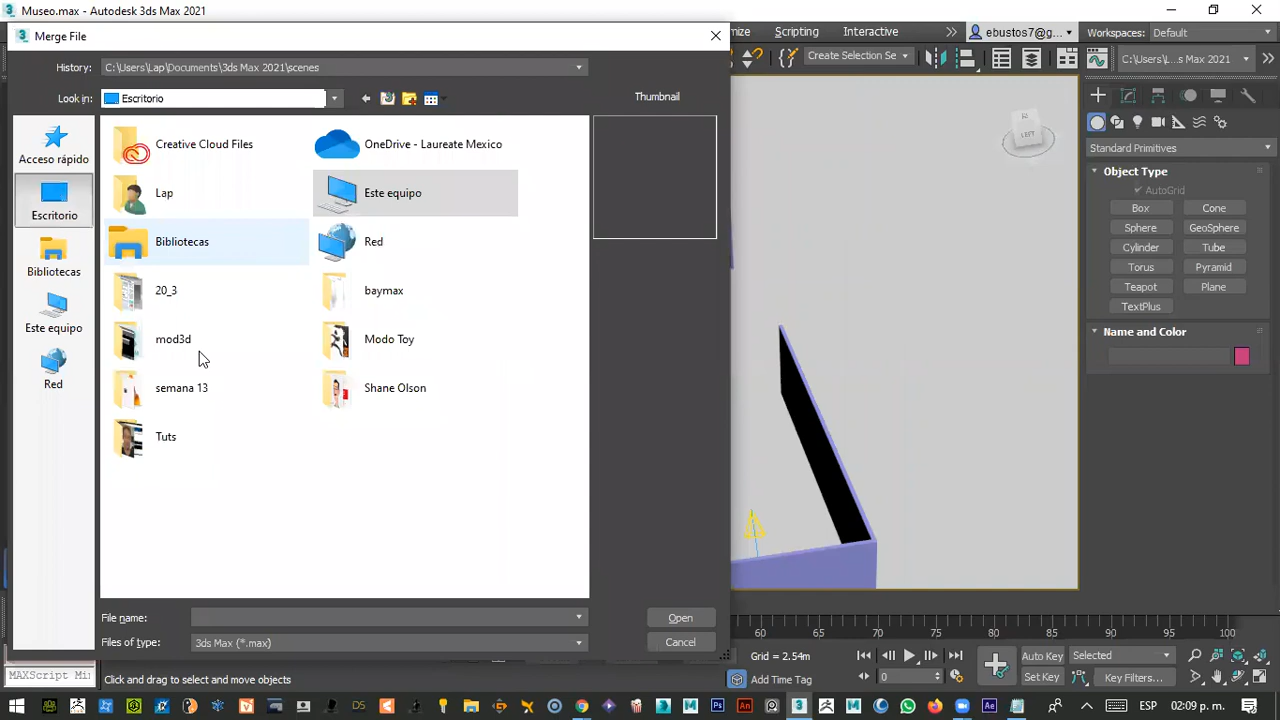 Museo.max - Autodesk 3ds Max 2021
Merge File
History:
C:\Users\Lap\Documents\3ds Max 2021\scenes
Look in:
Escritorio
Thumbnail
Acceso rápido
Escritorio
Bibliotecas
Este equipo
Red
Creative Cloud Files
OneDrive - Laureate Mexico
Lap
Este equipo
Bibliotecas
Red
20_3
baymax
mod3d
Modo Toy
semana 13
Shane Olson
Tuts
File name:
Open
Files of type:
3ds Max (*.max)
Cancel
Scripting
Interactive
ebustos7@g...
Workspaces:
Default
Create Selection Se
C:\Users\L...s Max 2021
LEFT
Standard Primitives
Object Type
AutoGrid
Box
Cone
Sphere
GeoSphere
Cylinder
Tube
Torus
Pyramid
Teapot
Plane
TextPlus
Name and Color
60 65 70 75 80 85 90 95 100
Grid = 2.54m
Auto Key
Selected
Add Time Tag
0
Set Key
Key Filters...
MAXScript Mi
Click and drag to select and move objects
ESP
02:09 p. m.